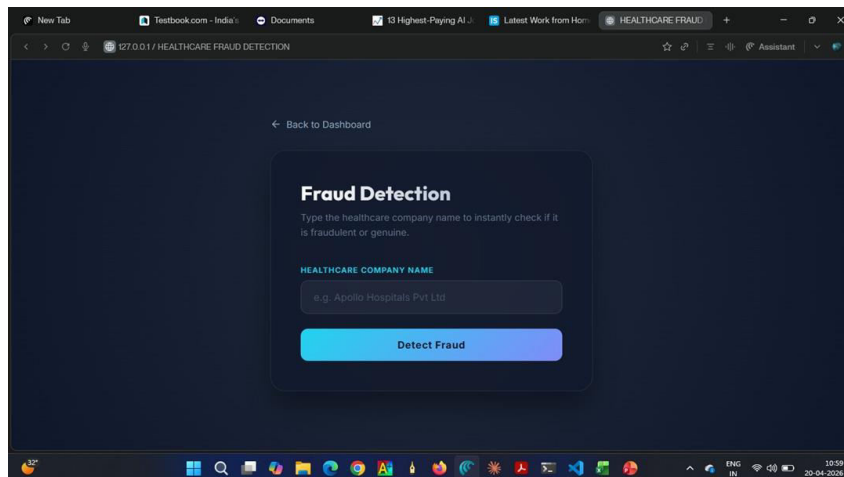 New Tab
Testbook.com - India's
Documents
13 Highest-Paying AI J
IS Latest Work from Hom
HEALTHCARE FRAUD
127.0.0.1 / HEALTHCARE FRAUD DETECTION
Assistant
← Back to Dashboard
Fraud Detection
Type the healthcare company name to instantly check if it
is fraudulent or genuine.
HEALTHCARE COMPANY NAME
e.g. Apollo Hospitals Pvt Ltd
Detect Fraud
32°
ENG
IN
10:59
20-04-2026